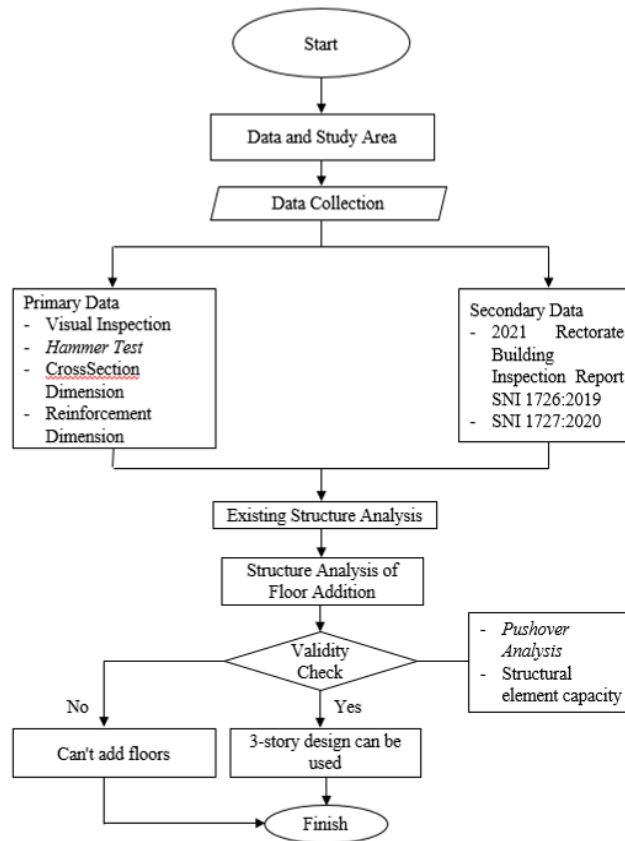 Start
Data and Study Area
Data Collection
Primary Data
- Visual Inspection
- Hammer Test
- CrossSection
Dimension
- Reinforcement
Dimension
Secondary Data
- 2021 Rectorate
Building
Inspection Report
SNI 1726:2019
- SNI 1727:2020
Existing Structure Analysis
Structure Analysis of
Floor Addition
Validity
Check
- Pushover
Analysis
- Structural
element capacity
No
Yes
Can't add floors
3-story design can be
used
Finish